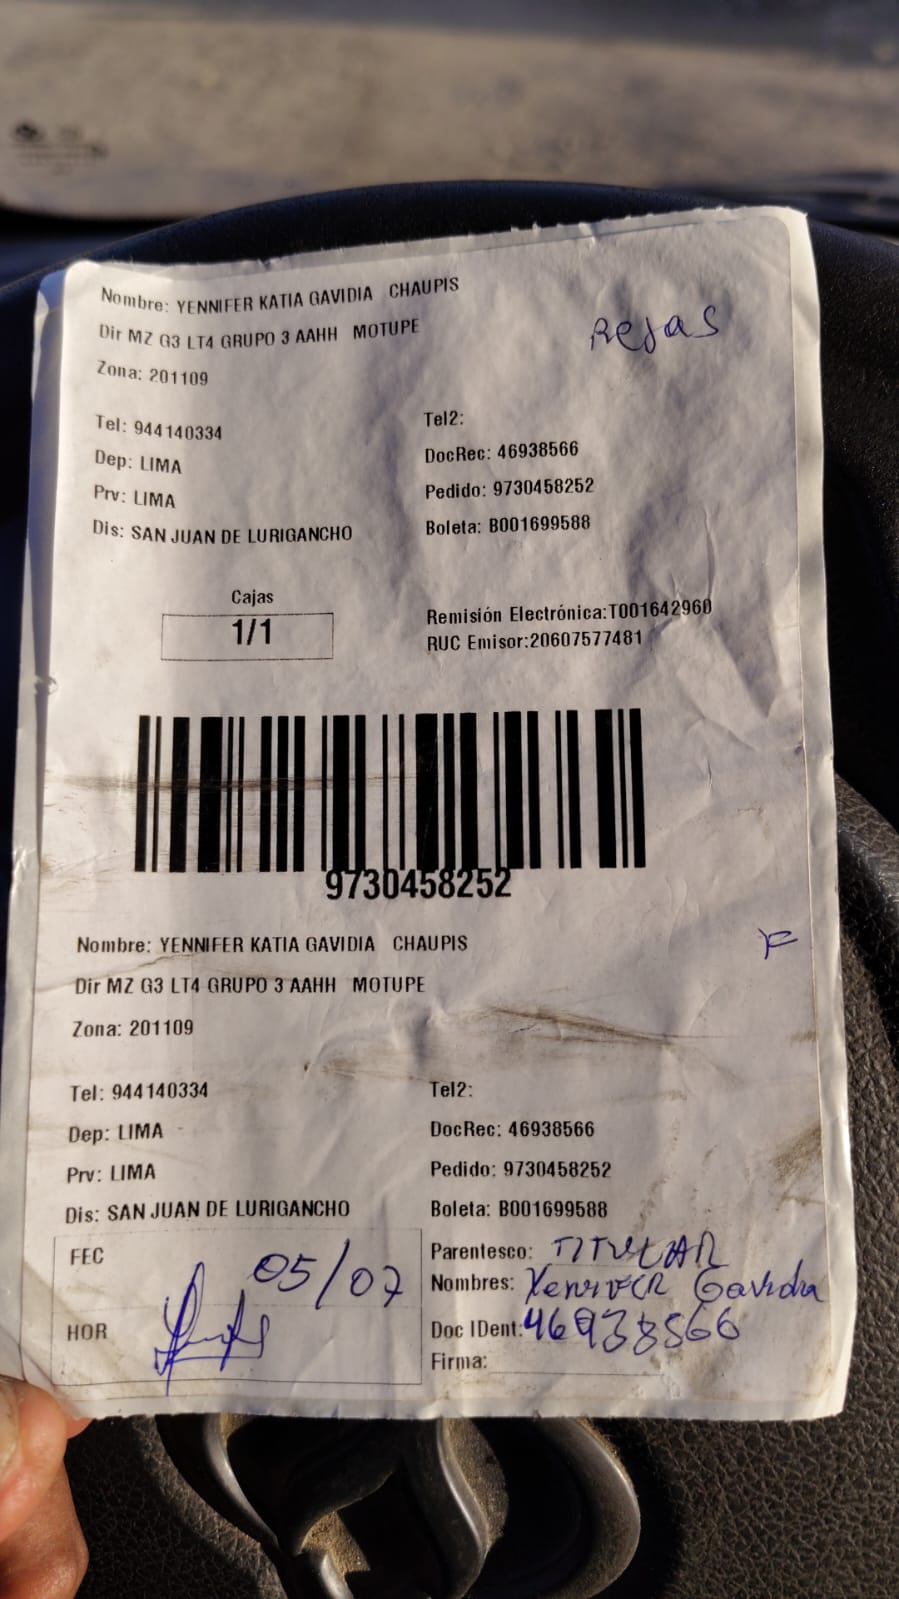 Nombre: YENNIFER KATIA GAVIDIA CHAUPIS
Dir MZ G3 LT4 GRUPO 3 AAHH MOTUPE
Rejas
Zona: 201109
Tel: 944140334
Tel2:
Dep: LIMA
DocRec: 46938566
Prv: LIMA
Pedido: 9730458252
Dis: SAN JUAN DE LURIGANCHO
Boleta: B001699588
Cajas
1/1
Remisión Electrónica:T001642960
RUC Emisor:20607577481
9730458252
Nombre: YENNIFER KATIA GAVIDIA CHAUPIS
F
Dir MZ G3 LT4 GRUPO 3 AAHH MOTUPE
Zona: 201109
Tel: 944140334
Tel2:
Dep: LIMA
DocRec: 46938566
Prv: LIMA
Pedido: 9730458252
Dis: SAN JUAN DE LURIGANCHO
Boleta: B001699588
FEC 05/07
Parentesco: TITULAR
Nombres: Yennifer Gavidia
HOR
Doc IDent: 46938566
Firma: